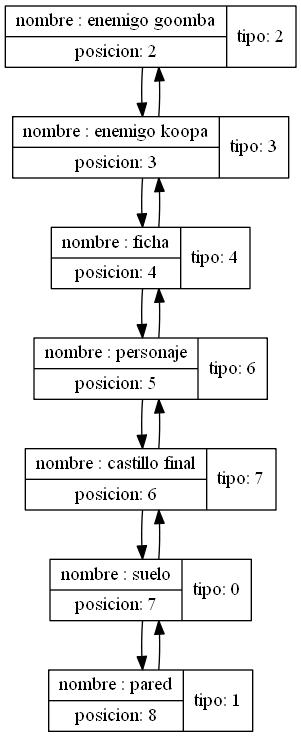 nombre : enemigo goomba
posicion: 2
tipo: 2
nombre : enemigo koopa
posicion: 3
tipo: 3
nombre : ficha
posicion: 4
tipo: 4
nombre : personaje
posicion: 5
tipo: 6
nombre : castillo final
posicion: 6
tipo: 7
nombre : suelo
posicion: 7
tipo: 0
nombre : pared
posicion: 8
tipo: 1